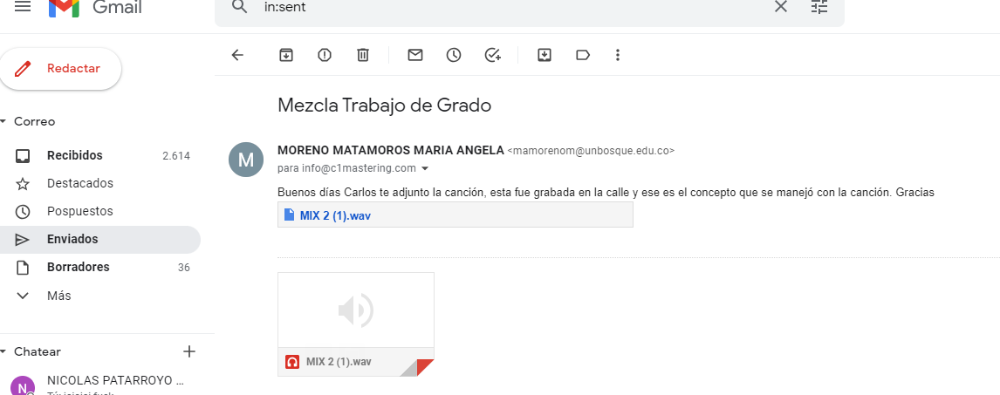 Gmail
in:sent
Redactar
Mezcla Trabajo de Grado
Correo
M
MORENO MATAMOROS MARIA ANGELA <mamorenom@unbosque.edu.co>
Recibidos 2.614
para info@c1mastering.com
Destacados
Buenos días Carlos te adjunto la canción, esta fue grabada en la calle y ese es el concepto que se manejó con la canción. Gracias
Pospuestos
MIX 2 (1).wav
Enviados
Borradores 36
Más
Chatear
MIX 2 (1).wav
N
NICOLAS PATARROYO ...